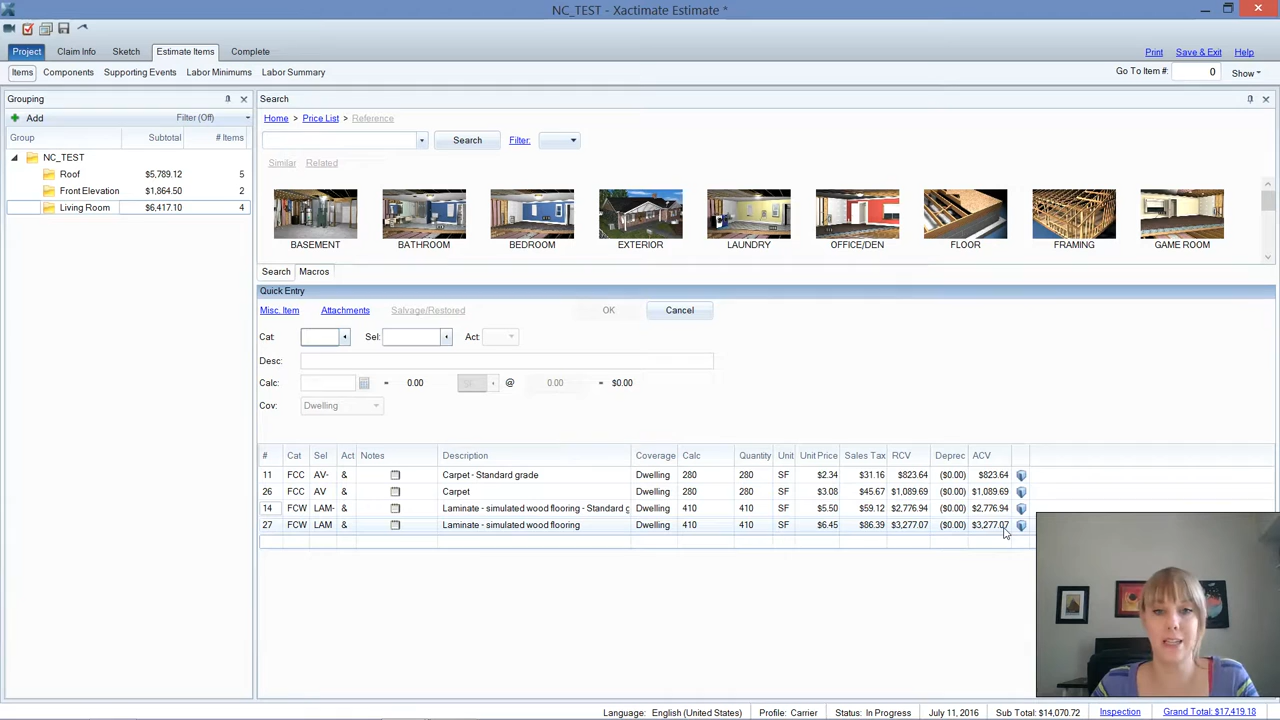 NC_TEST - Xactimate Estimate *
Project Claim Info Sketch Estimate Items Complete
Print Save & Exit Help
Items Components Supporting Events Labor Minimums Labor Summary
Go To Item #: 0 Show
Grouping
Add Filter (Off)
Group Subtotal # Items
NC_TEST
Roof $5,789.12 5
Front Elevation $1,864.50 2
Living Room $6,417.10 4
Search
Home > Price List > Reference
Search Filter:
Similar Related
BASEMENT BATHROOM BEDROOM EXTERIOR LAUNDRY OFFICE/DEN FLOOR FRAMING GAME ROOM
Search Macros
Quick Entry
Misc. Item Attachments Salvage/Restored OK Cancel
Cat: Sel: Act:
Desc:
Calc: = 0.00 SF @ 0.00 = $0.00
Cov: Dwelling
# Cat Sel Act Notes Description Coverage Calc Quantity Unit Unit Price Sales Tax RCV Deprec ACV
11 FCC AV- & Carpet - Standard grade Dwelling 280 280 SF $2.34 $31.16 $823.64 ($0.00) $823.64
26 FCC AV & Carpet Dwelling 280 280 SF $3.08 $45.67 $1,089.69 ($0.00) $1,089.69
14 FCW LAM- & Laminate - simulated wood flooring - Standard g Dwelling 410 410 SF $5.50 $59.12 $2,776.94 ($0.00) $2,776.94
27 FCW LAM & Laminate - simulated wood flooring Dwelling 410 410 SF $6.45 $86.39 $3,277.07 ($0.00) $3,277.07
Language: English (United States) Profile: Carrier Status: In Progress July 11, 2016 Sub Total: $14,070.72 Inspection Grand Total: $17,419.18